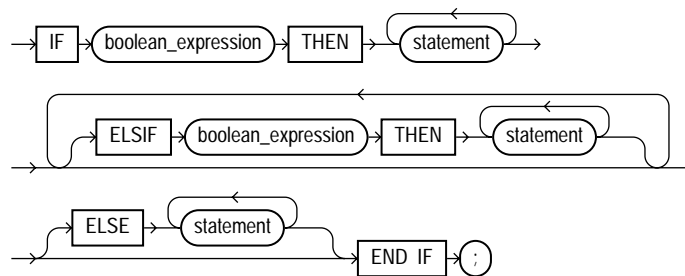 IF boolean_expression THEN statement
ELSIF boolean_expression THEN statement
ELSE statement END IF ;